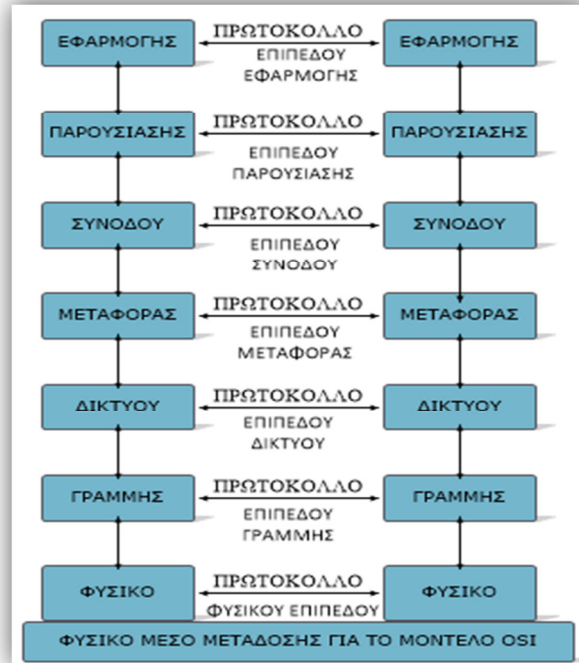 ΕΦΑΡΜΟΓΗΣ ΠΡΩΤΟΚΟΛΛΟ ΕΦΑΡΜΟΓΗΣ
ΕΠΙΠΕΔΟΥ
ΕΦΑΡΜΟΓΗΣ
ΠΑΡΟΥΣΙΑΣΗΣ ΠΡΩΤΟΚΟΛΛΟ ΠΑΡΟΥΣΙΑΣΗΣ
ΕΠΙΠΕΔΟΥ
ΠΑΡΟΥΣΙΑΣΗΣ
ΣΥΝΟΔΟΥ ΠΡΩΤΟΚΟΛΛΟ ΣΥΝΟΔΟΥ
ΕΠΙΠΕΔΟΥ
ΣΥΝΟΔΟΥ
ΜΕΤΑΦΟΡΑΣ ΠΡΩΤΟΚΟΛΛΟ ΜΕΤΑΦΟΡΑΣ
ΕΠΙΠΕΔΟΥ
ΜΕΤΑΦΟΡΑΣ
ΔΙΚΤΥΟΥ ΠΡΩΤΟΚΟΛΛΟ ΔΙΚΤΥΟΥ
ΕΠΙΠΕΔΟΥ
ΔΙΚΤΥΟΥ
ΓΡΑΜΜΗΣ ΠΡΩΤΟΚΟΛΛΟ ΓΡΑΜΜΗΣ
ΕΠΙΠΕΔΟΥ
ΓΡΑΜΜΗΣ
ΦΥΣΙΚΟ ΠΡΩΤΟΚΟΛΛΟ ΦΥΣΙΚΟ
ΦΥΣΙΚΟΥ ΕΠΙΠΕΔΟΥ
ΦΥΣΙΚΟ ΜΕΣΟ ΜΕΤΑΔΟΣΗΣ ΓΙΑ ΤΟ ΜΟΝΤΕΛΟ OSI